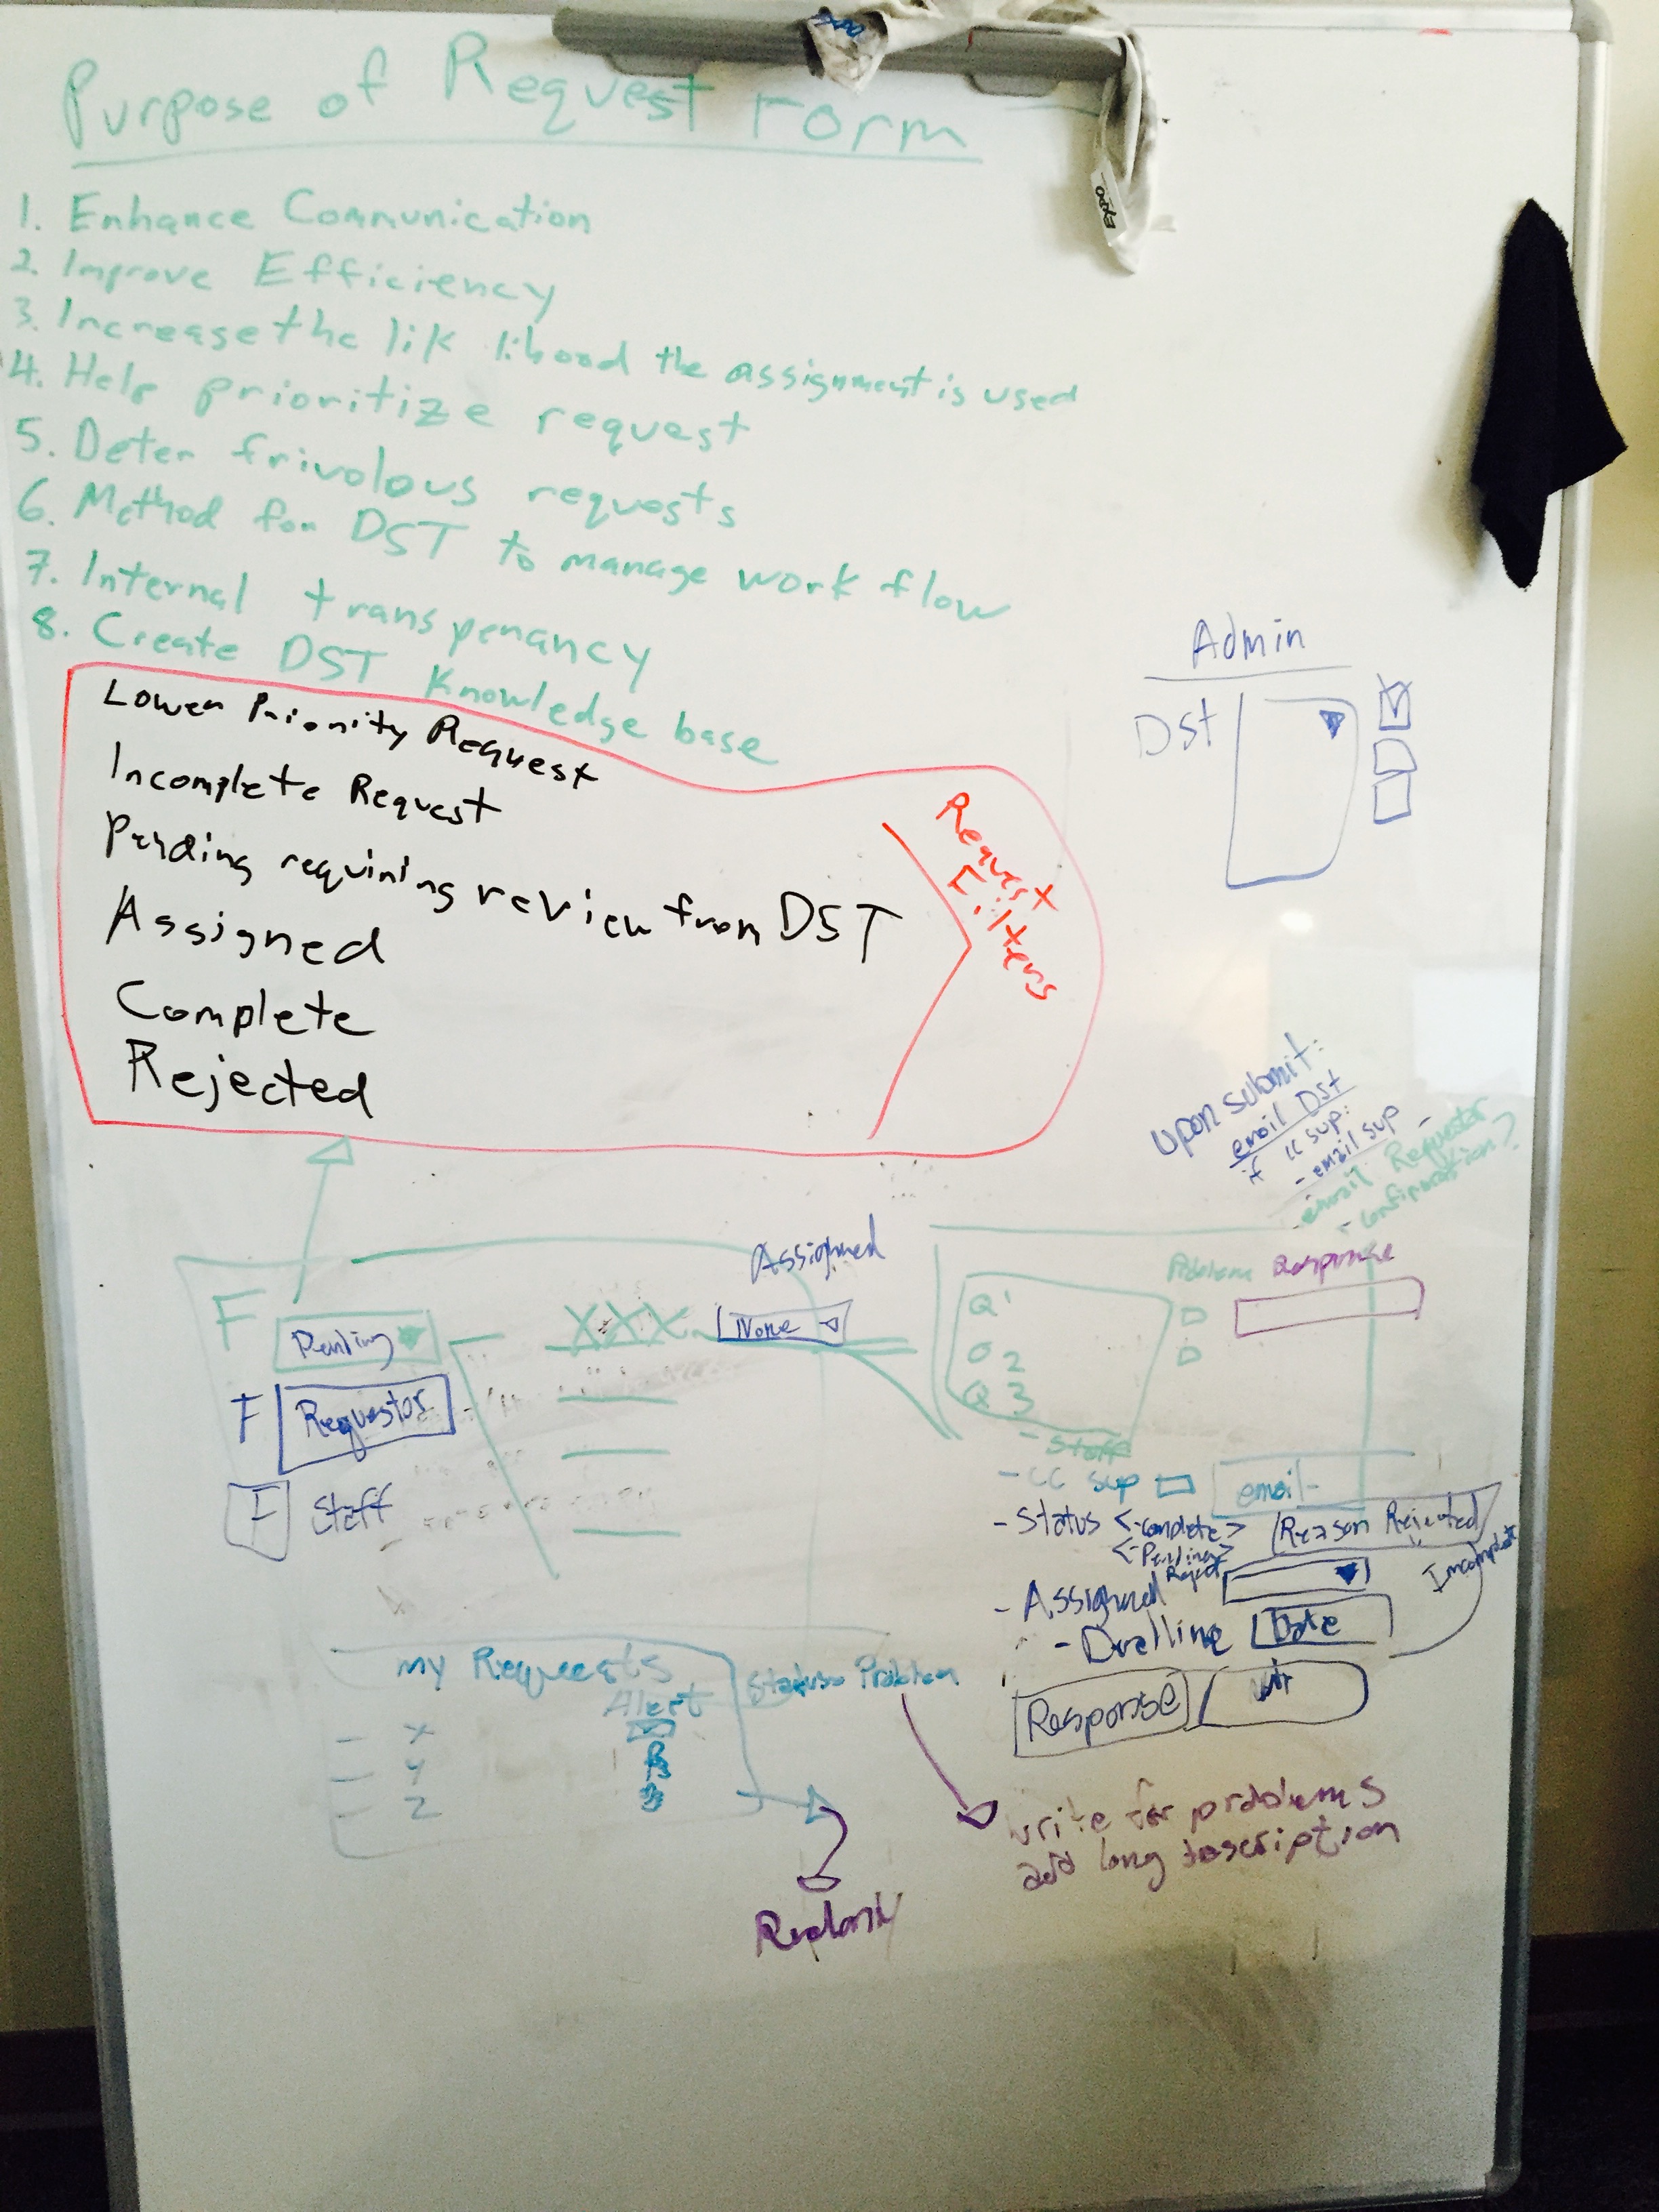 Purpose of Request Form
1. Enhance Communication
2. Improve Efficiency
3. Increase the lik lihood the assignment is used
4. Help prioritize request
5. Deter frivolous requests
6. Method for DST to manage work flow
7. Internal transpenancy
8. Create DST Knowledge base
Lower Priority Request
Incomplete Request
Pending requiring review from DST
Assigned
Complete
Rejected
Request Filters
Admin
Dst
EXPO
upon submit:
email Dst
if cc sup:
- email sup
- email Requestor
- configuration?
Assigned
F
Pending
XXX
None
F
Requestor
F
Staff
Problem Response
Q1
Q2
Q3
- Staff
- CC sup
email
- Status <-complete>
<-Pending>
Reject
Reason Rejected
Incomplete
- Assigned
- Duelline
Date
Response
My Requests
Alert
Status Problem
- X
- Y
- Z
write for problems
add long description